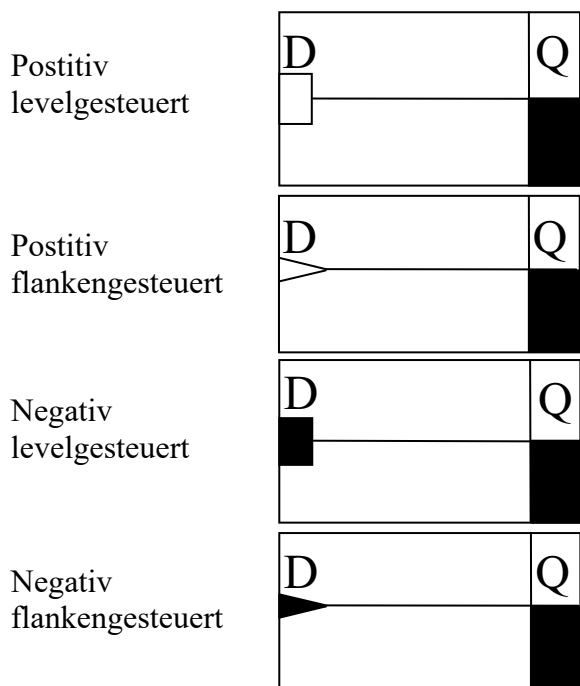 D Q
Postitiv
levelgesteuert
D Q
Postitiv
flankengesteuert
D Q
Negativ
levelgesteuert
D Q
Negativ
flankengesteuert